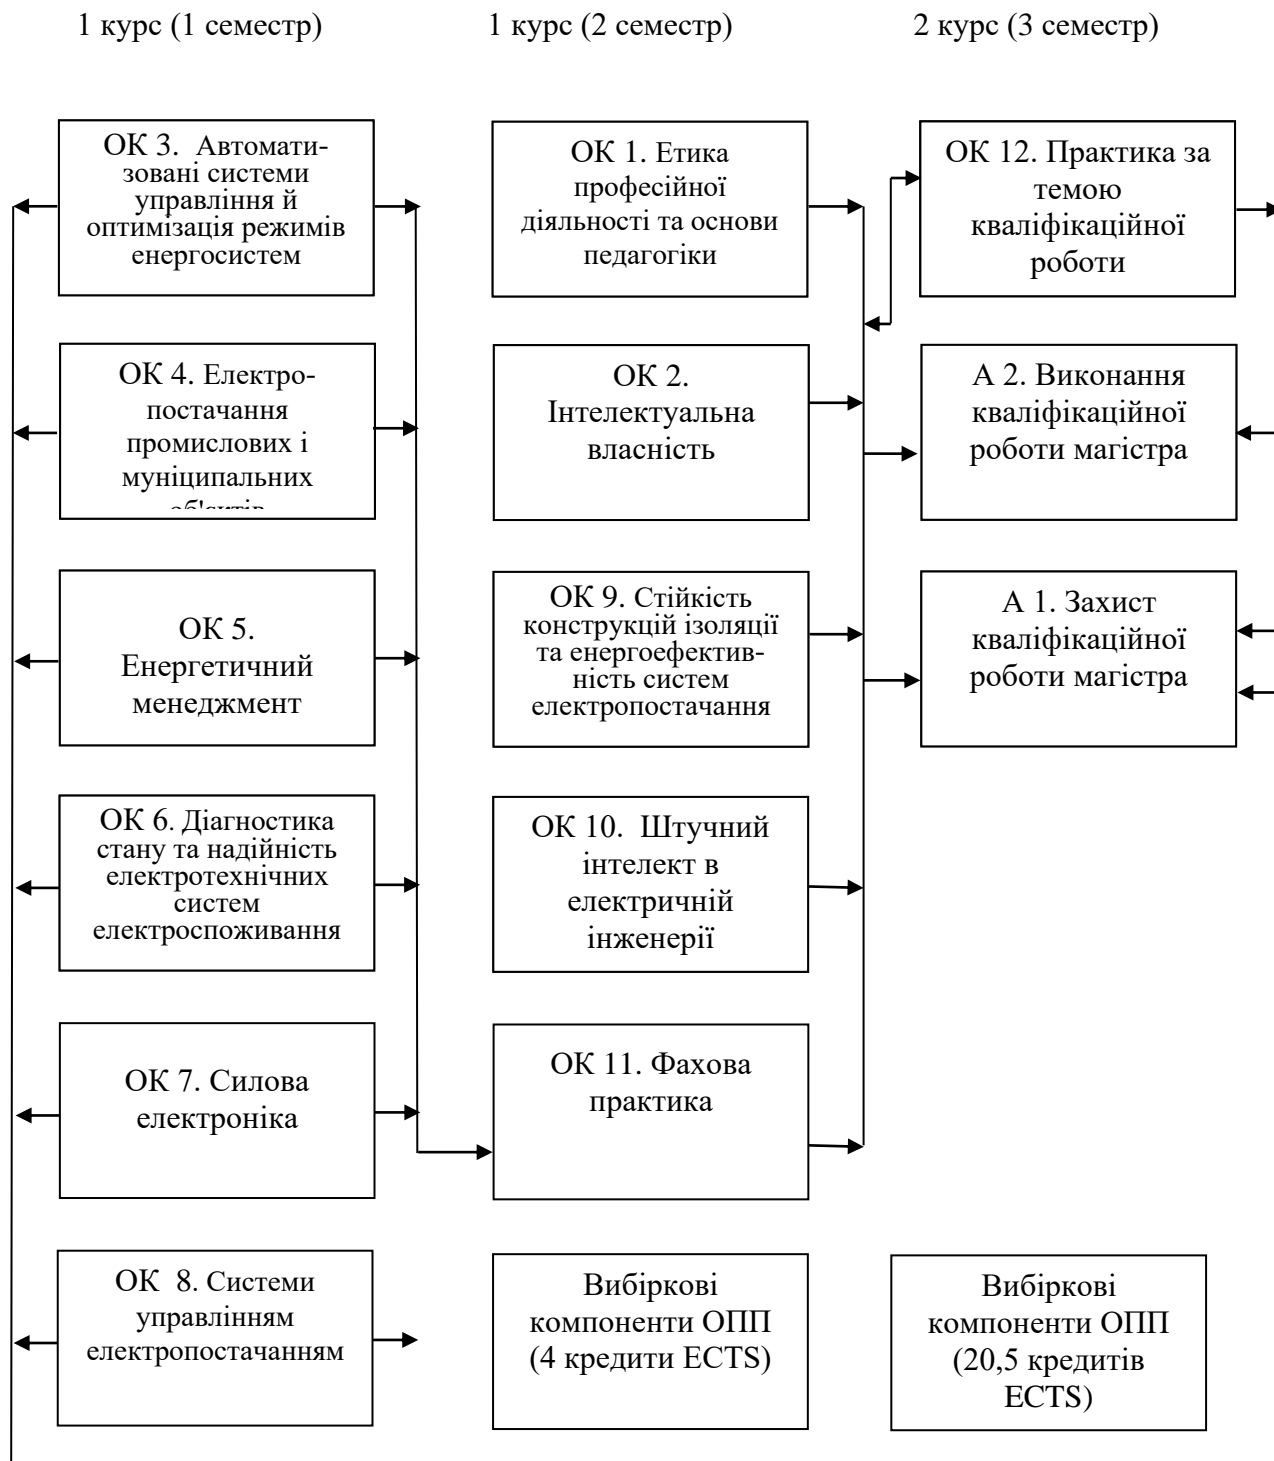 1 курс (1 семестр)
1 курс (2 семестр)
2 курс (3 семестр)
ОК 3. Автомати-
зовані системи
управління й
оптимізація режимів
енергосистем
ОК 4. Електро-
постачання
промислових і
муніципальних
ОК 5.
Енергетичний
менеджмент
ОК 6. Діагностика
стану та надійність
електротехнічних
систем
електроспоживання
ОК 7. Силова
електроніка
ОК 8. Системи
управлінням
електропостачанням
ОК 1. Етика
професійної
діяльності та основи
педагогіки
ОК 2.
Інтелектуальна
власність
ОК 9. Стійкість
конструкцій ізоляції
та енергоефектив-
ність систем
електропостачання
ОК 10. Штучний
інтелект в
електричній
інженерії
ОК 11. Фахова
практика
Вибіркові
компоненти ОПП
(4 кредити ECTS)
ОК 12. Практика за
темою
кваліфікаційної
роботи
А 2. Виконання
кваліфікаційної
роботи магістра
А 1. Захист
кваліфікаційної
роботи магістра
Вибіркові
компоненти ОПП
(20,5 кредитів
ECTS)